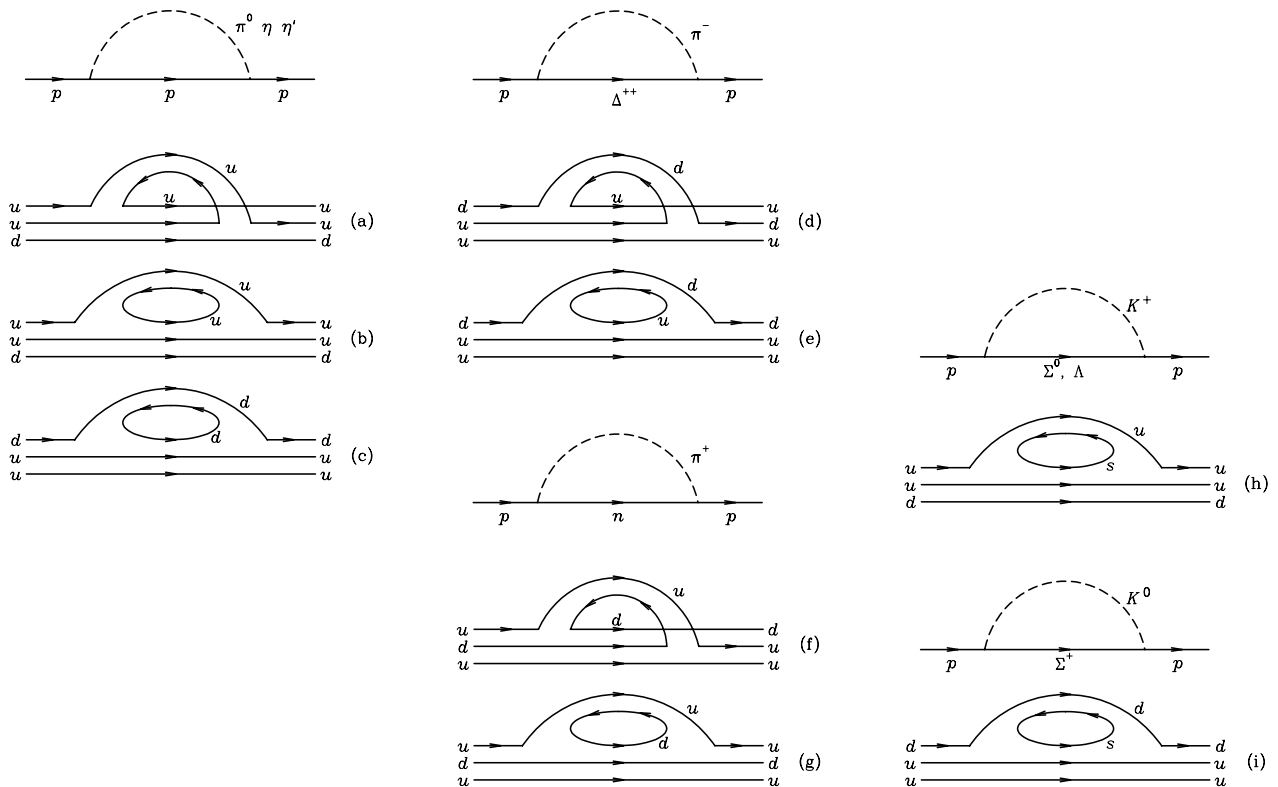 π⁰ η η′
p p p
u
u u u
u u (a)
d d
u
u u u
u u (b)
d d
d
d d d
u u (c)
u u
π⁻
p Δ⁺⁺ p
d
d u u
u d (d)
u u
d
d u d
u u (e)
u u
π⁺
p n p
u
u d d
d u (f)
u u
u
u d u
d d (g)
u u
K⁺
p Σ⁰, Λ p
u
u s u
u u (h)
d d
K⁰
p Σ⁺ p
d
d s d
u u (i)
u u